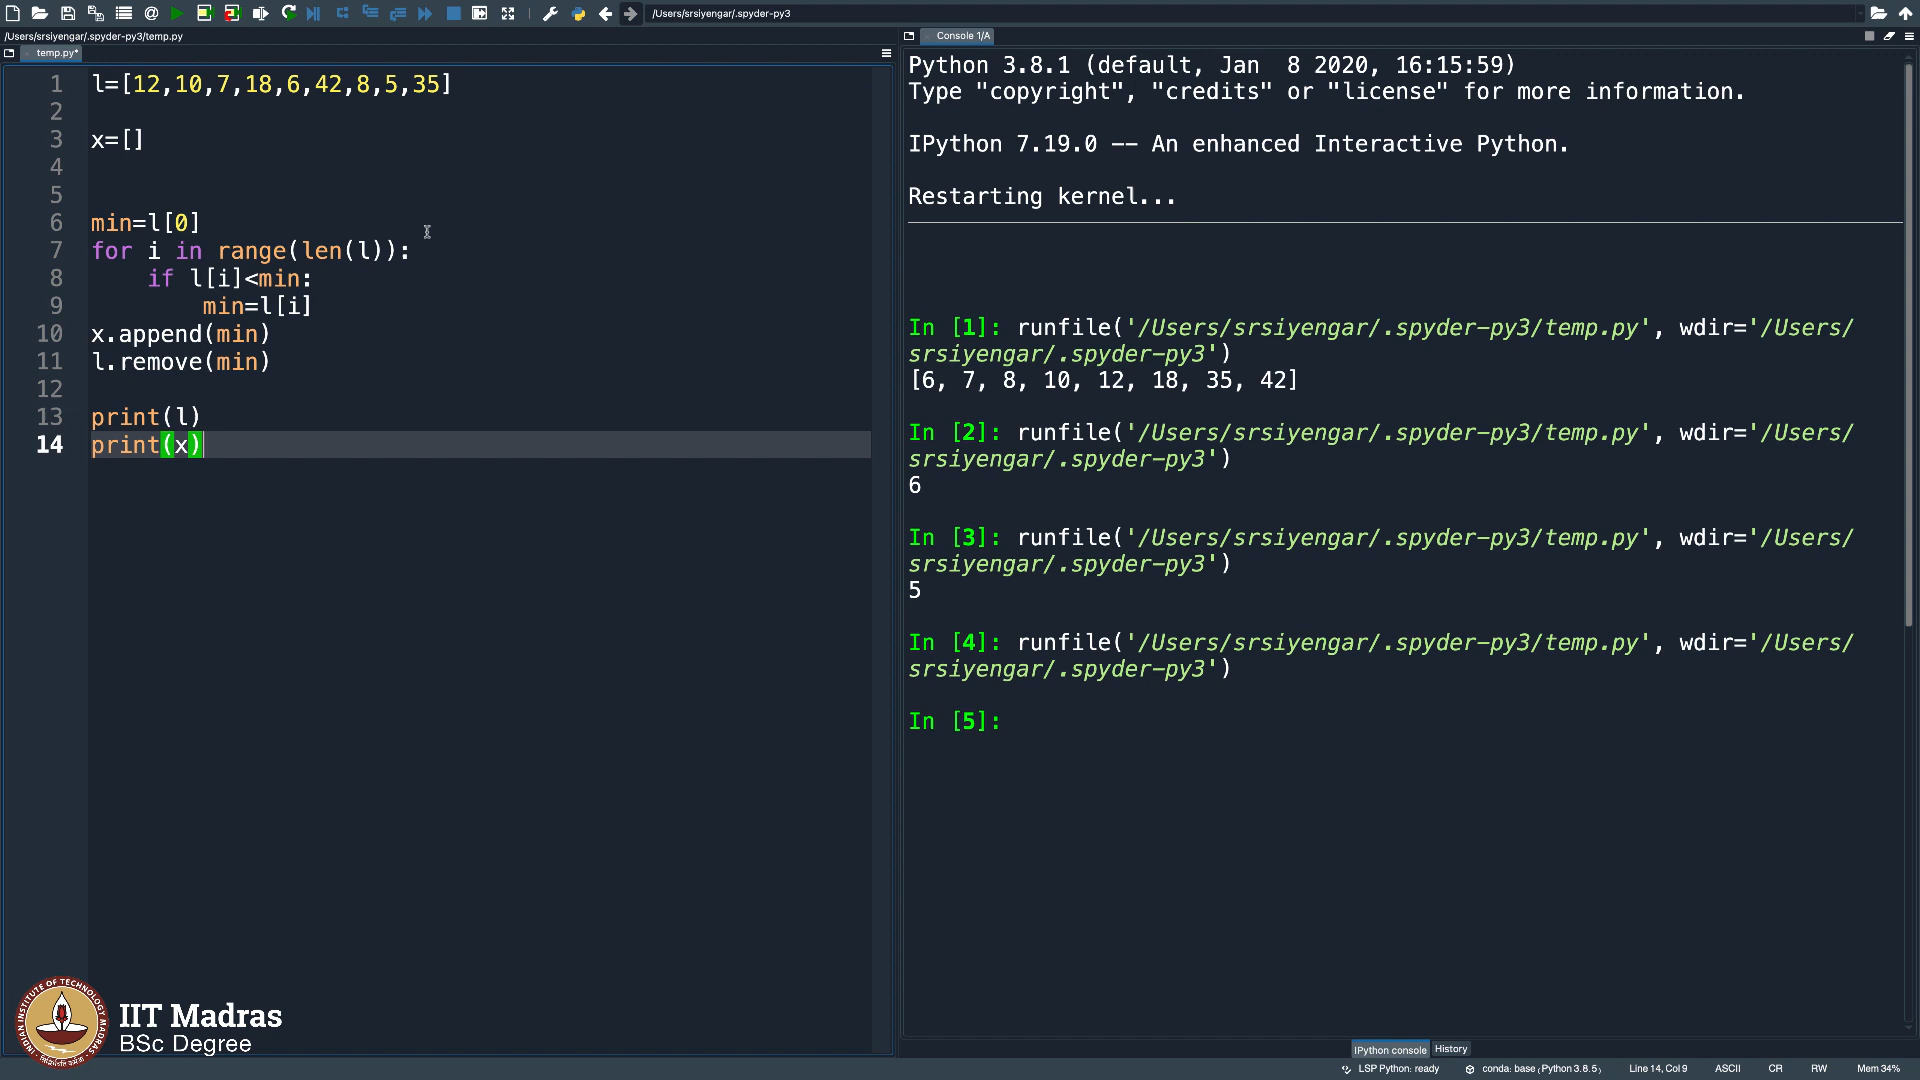 /Users/srsiyengar/.spyder-py3
/Users/srsiyengar/.spyder-py3/temp.py
temp.py*
1 l=[12,10,7,18,6,42,8,5,35]
2
3 x=[]
4
5
6 min=l[0]
7 for i in range(len(l)):
8 if l[i]<min:
9 min=l[i]
10 x.append(min)
11 l.remove(min)
12
13 print(l)
14 print(x)
IIT Madras
BSc Degree
Console 1/A
Python 3.8.1 (default, Jan  8 2020, 16:15:59)
Type "copyright", "credits" or "license" for more information.
IPython 7.19.0 -- An enhanced Interactive Python.
Restarting kernel...
In [1]: runfile('/Users/srsiyengar/.spyder-py3/temp.py', wdir='/Users/
srsiyengar/.spyder-py3')
[6, 7, 8, 10, 12, 18, 35, 42]
In [2]: runfile('/Users/srsiyengar/.spyder-py3/temp.py', wdir='/Users/
srsiyengar/.spyder-py3')
6
In [3]: runfile('/Users/srsiyengar/.spyder-py3/temp.py', wdir='/Users/
srsiyengar/.spyder-py3')
5
In [4]: runfile('/Users/srsiyengar/.spyder-py3/temp.py', wdir='/Users/
srsiyengar/.spyder-py3')
In [5]:
IPython console History
LSP Python: ready conda: base (Python 3.8.5) Line 14, Col 9 ASCII CR RW Mem 34%
INDIAN INSTITUTE OF TECHNOLOGY MADRAS